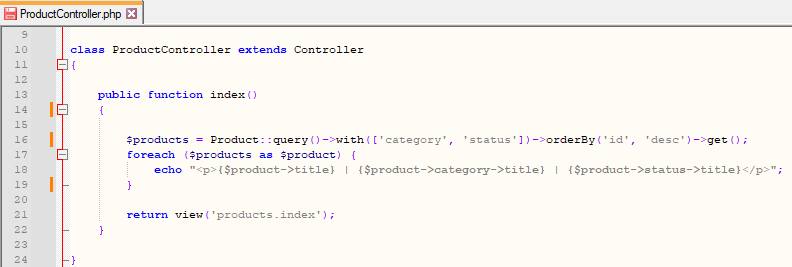 ProductController.php
9
10 class ProductController extends Controller
11 {
12
13     public function index()
14     {
15
16         $products = Product::query()->with(['category', 'status'])->orderBy('id', 'desc')->get();
17         foreach ($products as $product) {
18             echo "<p>{$product->title} | {$product->category->title} | {$product->status->title}</p>";
19         }
20
21         return view('products.index');
22     }
23
24 }